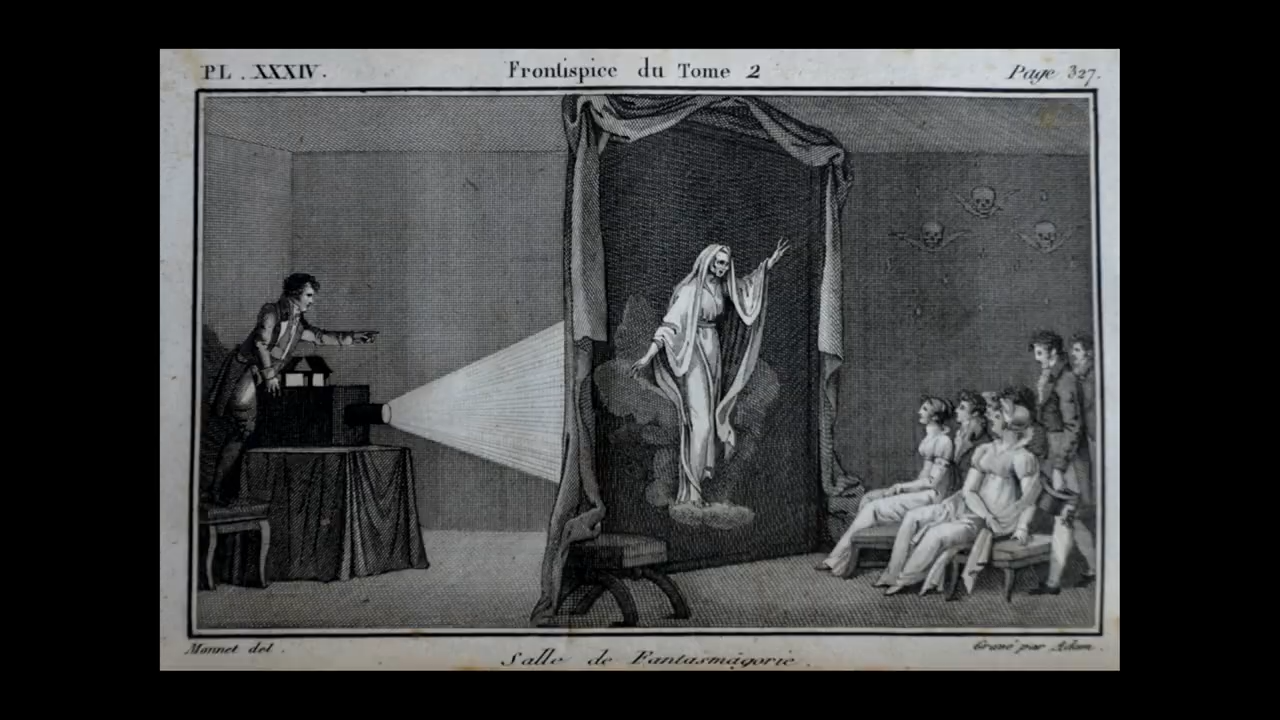 PL. XXXIV.
Frontispice du Tome 2
Page 327.
Monnet del.
Gravé par Adam.
Salle de Fantasmagorie.